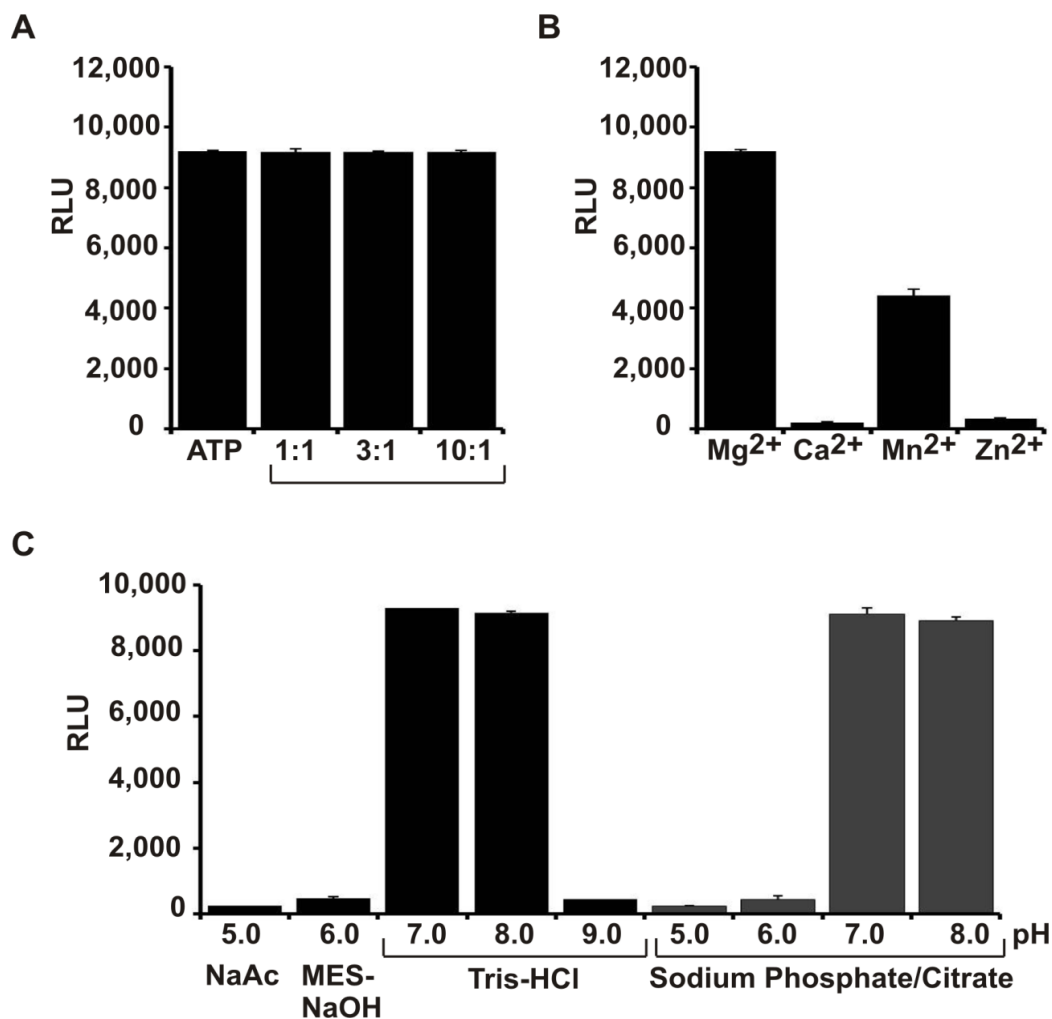 A
12,000
10,000
8,000
6,000
4,000
2,000
0
RLU
ATP 1:1 3:1 10:1
B
12,000
10,000
8,000
6,000
4,000
2,000
0
RLU
Mg2+ Ca2+ Mn2+ Zn2+
C
10,000
8,000
6,000
4,000
2,000
0
RLU
5.0 6.0 7.0 8.0 9.0 5.0 6.0 7.0 8.0 pH
NaAc MES- Tris-HCl Sodium Phosphate/Citrate
NaOH